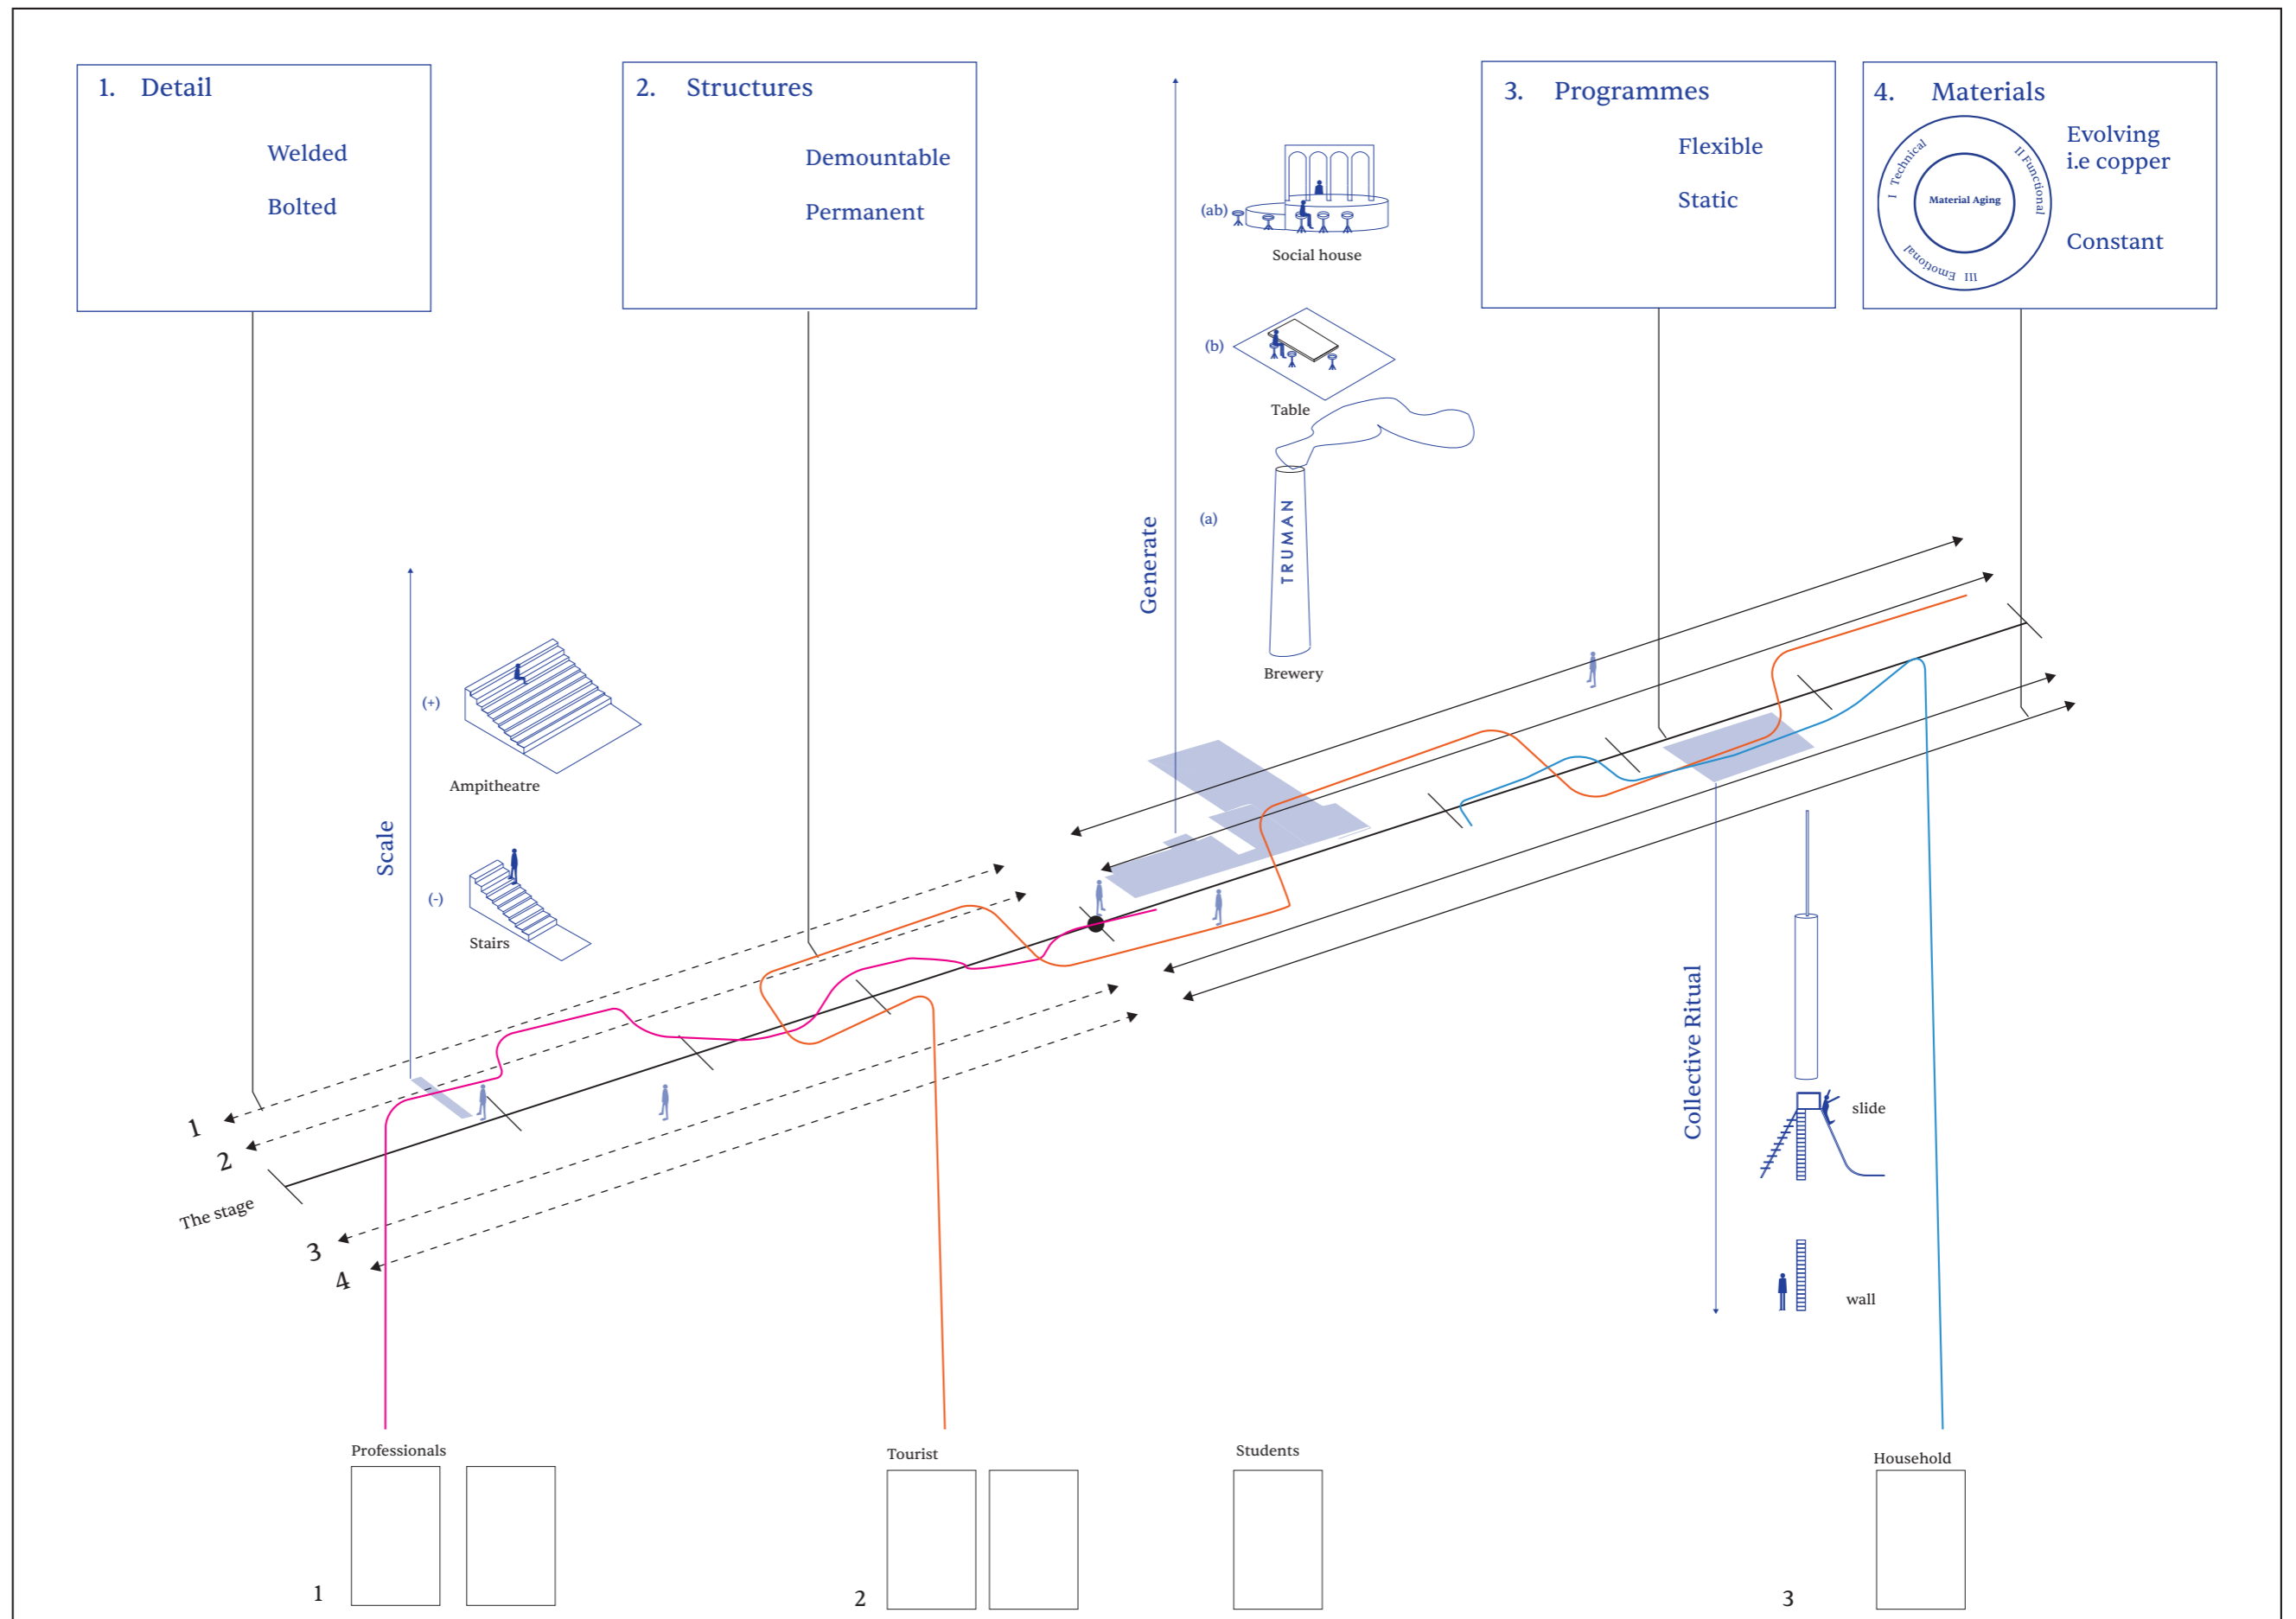 1. Detail
Welded
Bolted
2. Structures
Demountable
Permanent
3. Programmes
Flexible
Static
4. Materials
I Technical
II Functional
III Emotional
Material Aging
Evolving
i.e copper
Constant
(ab)
Social house
(b)
Table
Generate
(a)
TRUMAN
Brewery
(+)
Ampitheatre
Scale
(-)
Stairs
1
2
The stage
3
4
Collective Ritual
slide
wall
Professionals
1
Tourist
2
Students
Household
3